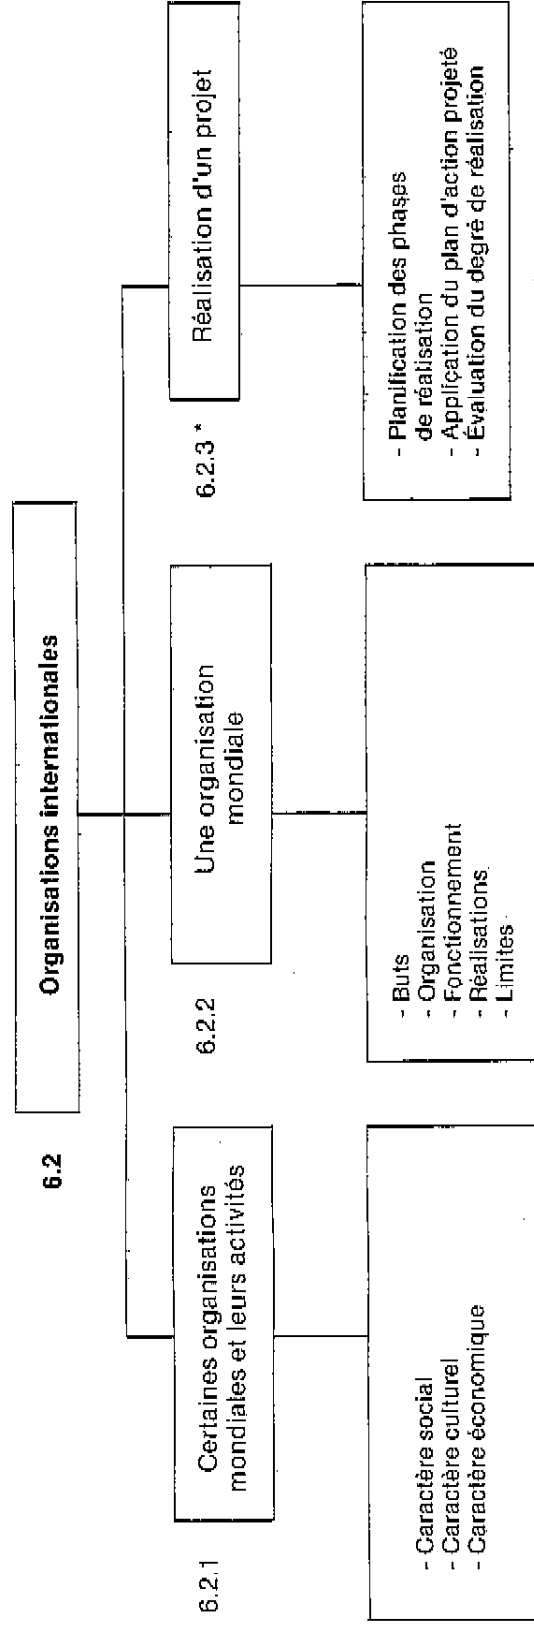 6.2
Organisations internationales
6.2.1
Certaines organisations
mondiales et leurs activités
- Caractère social
- Caractère culturel
- Caractère économique
6.2.2
Une organisation
mondiale
- Buts
- Organisation
- Fonctionnement
- Réalisations
- Limites
6.2.3 *
Réalisation d'un projet
- Planification des phases
de réalisation
- Application du plan d'action projeté
- Évaluation du degré de réalisation